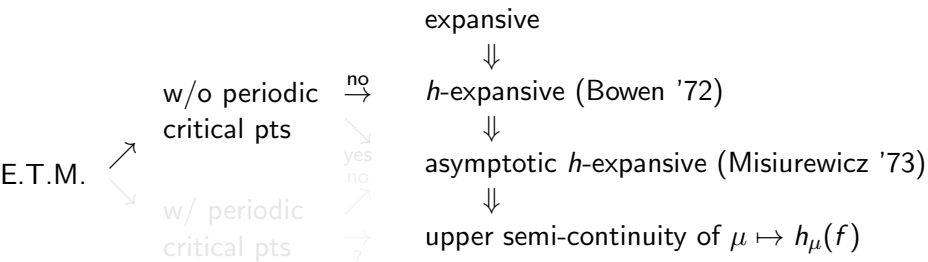 expansive
⇓
w/o periodic critical pts
no
→
h-expansive (Bowen '72)
⇓
E.T.M.
↗
↘
yes
no
asymptotic h-expansive (Misiurewicz '73)
⇓
w/ periodic critical pts
↗
→
?
upper semi-continuity of μ ↦ h_μ(f)